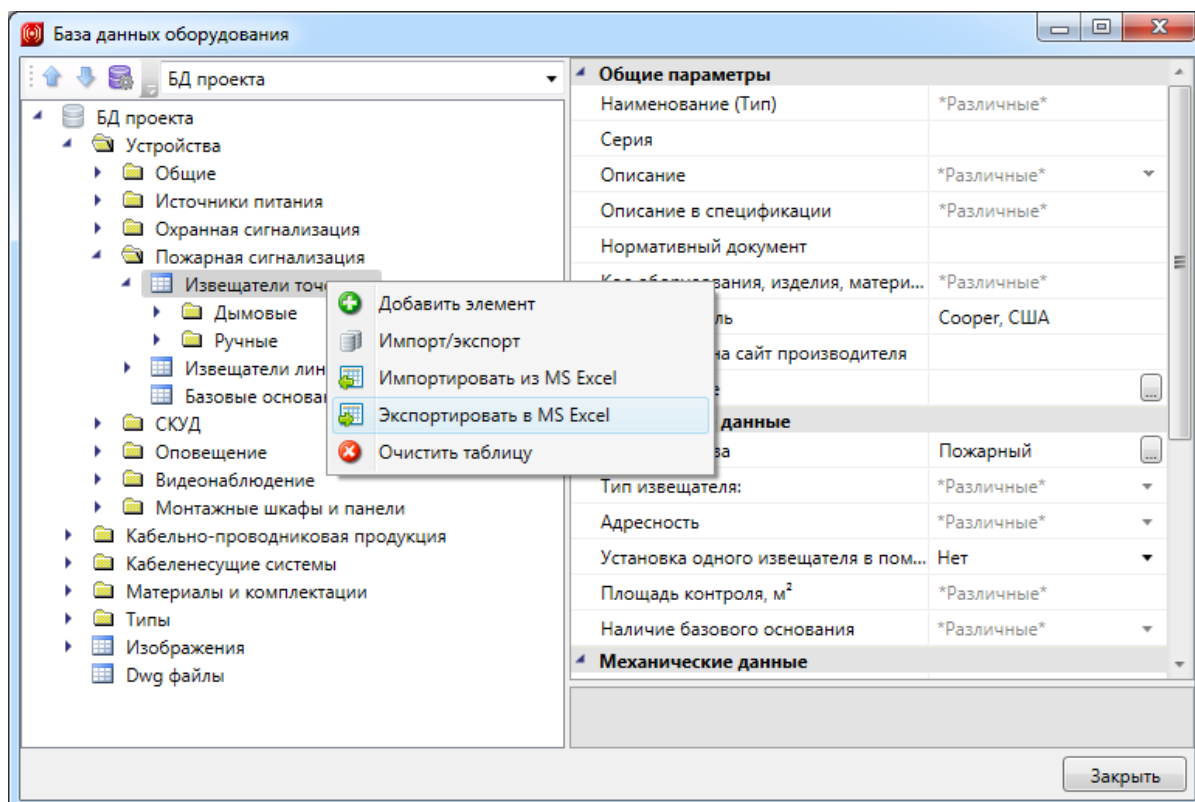 База данных оборудования
БД проекта
БД проекта
Устройства
Общие
Источники питания
Охранная сигнализация
Пожарная сигнализация
Извещатели
Дымовые
Ручные
Извещатели
Базовые
СКУД
Оповещение
Видеонаблюдение
Монтажные шкафы и панели
Кабельно-проводниковая продукция
Кабеленесущие системы
Материалы и комплектации
Типы
Изображения
Dwg файлы
Добавить элемент
Импорт/экспорт
Импортировать из MS Excel
Экспортировать в MS Excel
Очистить таблицу
Общие параметры
Наименование (Тип) *Различные*
Серия
Описание *Различные*
Описание в спецификации *Различные*
Нормативный документ
изделия, матери... *Различные*
Cooper, США
на сайт производителя
данные
Пожарный
Тип извещателя: *Различные*
Адресность *Различные*
Установка одного извещателя в пом... Нет
Площадь контроля, м² *Различные*
Наличие базового основания *Различные*
Механические данные
Закрыть